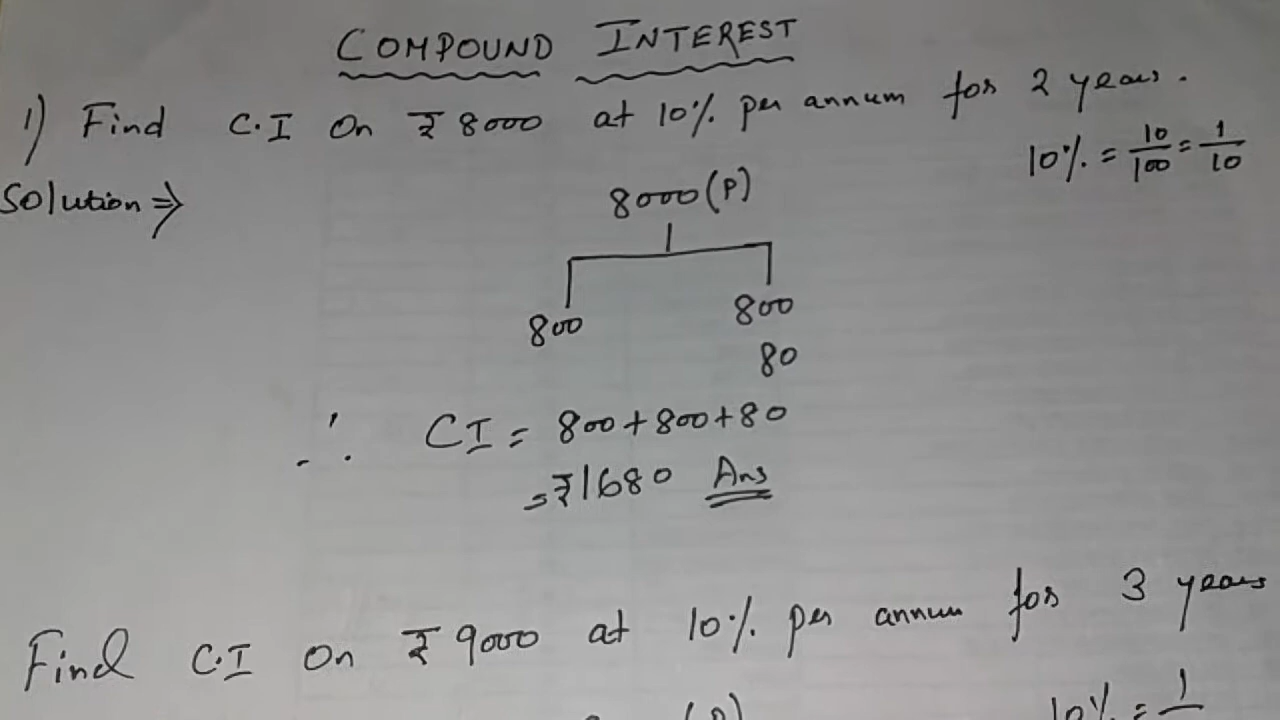 COMPOUND INTEREST
1) Find C.I On ₹ 8000 at 10% per annum for 2 years.
10% = 10/100 = 1/10
Solution ⇒
8000 (P)
800 800
80
∴ CI = 800 + 800 + 80
= ₹1680 Ans
Find C.I On ₹ 9000 at 10% per annum for 3 years
(P)
10% = 1